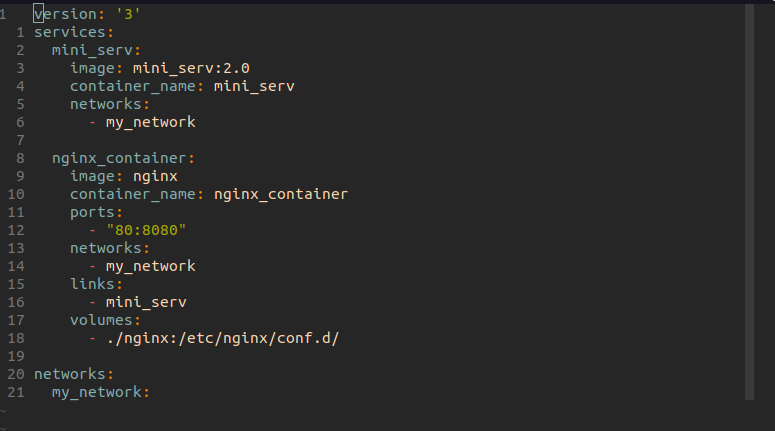 1 version: '3'
1 services:
2 mini_serv:
3 image: mini_serv:2.0
4 container_name: mini_serv
5 networks:
6 - my_network
7
8 nginx_container:
9 image: nginx
10 container_name: nginx_container
11 ports:
12 - "80:8080"
13 networks:
14 - my_network
15 links:
16 - mini_serv
17 volumes:
18 - ./nginx:/etc/nginx/conf.d/
19
20 networks:
21 my_network:
~
~